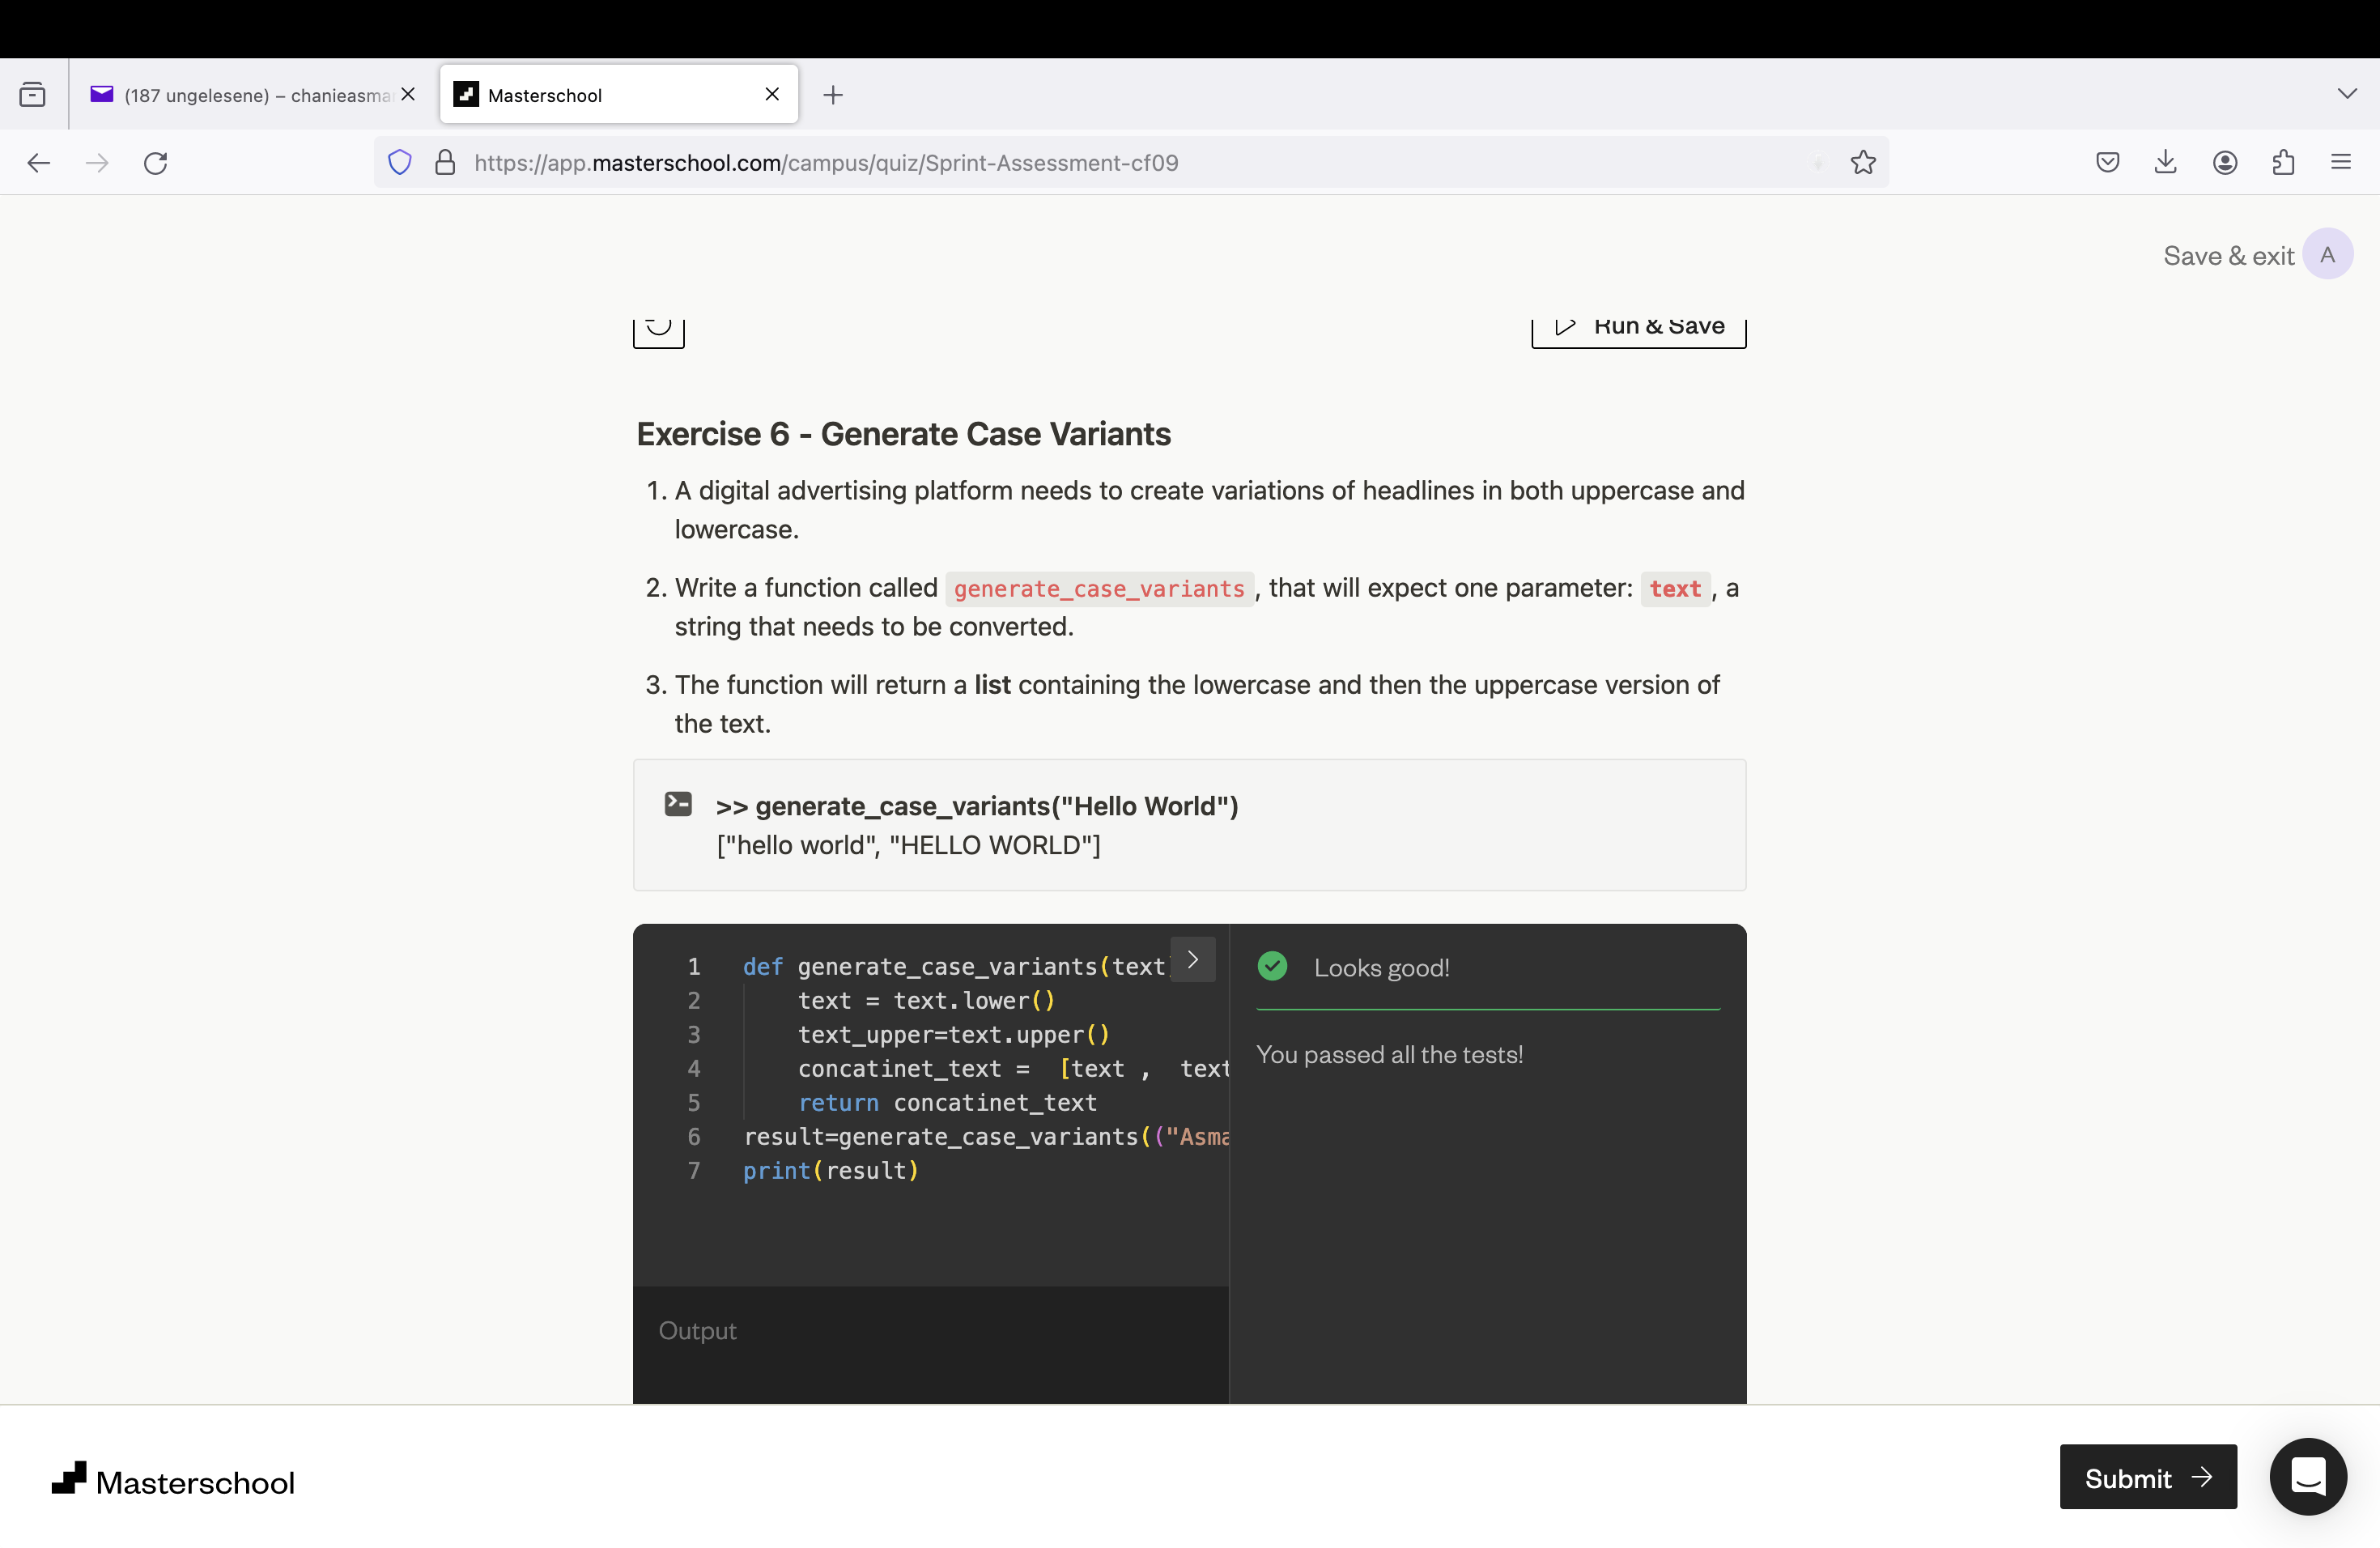 (187 ungelesene) – chanieasma
Masterschool
https://app.masterschool.com/campus/quiz/Sprint-Assessment-cf09
Save & exit A
Run & Save
Exercise 6 - Generate Case Variants
1. A digital advertising platform needs to create variations of headlines in both uppercase and
lowercase.
2. Write a function called generate_case_variants, that will expect one parameter: text, a
string that needs to be converted.
3. The function will return a list containing the lowercase and then the uppercase version of
the text.
>> generate_case_variants("Hello World")
["hello world", "HELLO WORLD"]
1 def generate_case_variants(text)
2 text = text.lower()
3 text_upper=text.upper()
4 concatinet_text =  [text ,  text
5 return concatinet_text
6 result=generate_case_variants(("Asma
7 print(result)
Looks good!
You passed all the tests!
Output
Masterschool
Submit